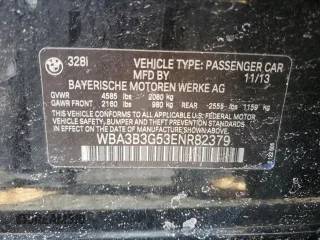 328I VEHICLE TYPE: PASSENGER CAR
MFD BY 11/13
BAYERISCHE MOTOREN WERKE AG
GVWR 4585 lbs 2080 kg
GAWR FRONT 2160 lbs 980 kg REAR -2555- lbs 1159 kg
THIS VEHICLE CONFORMS TO ALL APPLICABLE U.S. FEDERAL MOTOR
VEHICLE SAFETY, BUMPER, AND THEFT PREVENTION STANDARDS
IN EFFECT ON THE DATE OF MANUFACTURE SHOWN ABOVE.
WBA3B3G53ENR82379